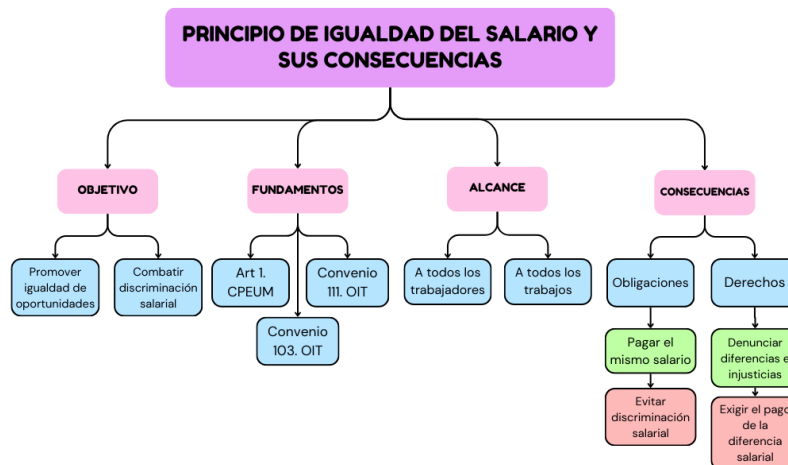 PRINCIPIO DE IGUALDAD DEL SALARIO Y
SUS CONSECUENCIAS
OBJETIVO
FUNDAMENTOS
ALCANCE
CONSECUENCIAS
Promover
igualdad de
oportunidades
Combatir
discriminación
salarial
Art 1.
CPEUM
Convenio
111. OIT
Convenio
103. OIT
A todos los
trabajadores
A todos los
trabajos
Obligaciones
Derechos
Pagar el
mismo salario
Denunciar
diferencias e
injusticias
Evitar
discriminación
salarial
Exigir el pago
de la
diferencia
salarial